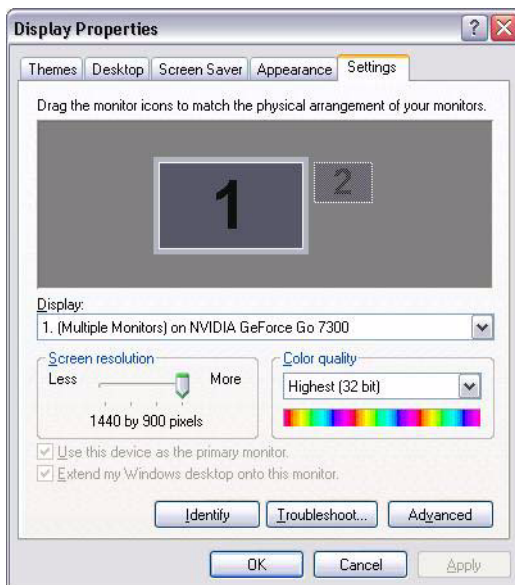 Display Properties
Themes Desktop Screen Saver Appearance Settings
Drag the monitor icons to match the physical arrangement of your monitors.
1 2
Display:
1. (Multiple Monitors) on NVIDIA GeForce Go 7300
Screen resolution
Less More
1440 by 900 pixels
Color quality
Highest (32 bit)
Use this device as the primary monitor.
Extend my Windows desktop onto this monitor.
Identify Troubleshoot... Advanced
OK Cancel Apply